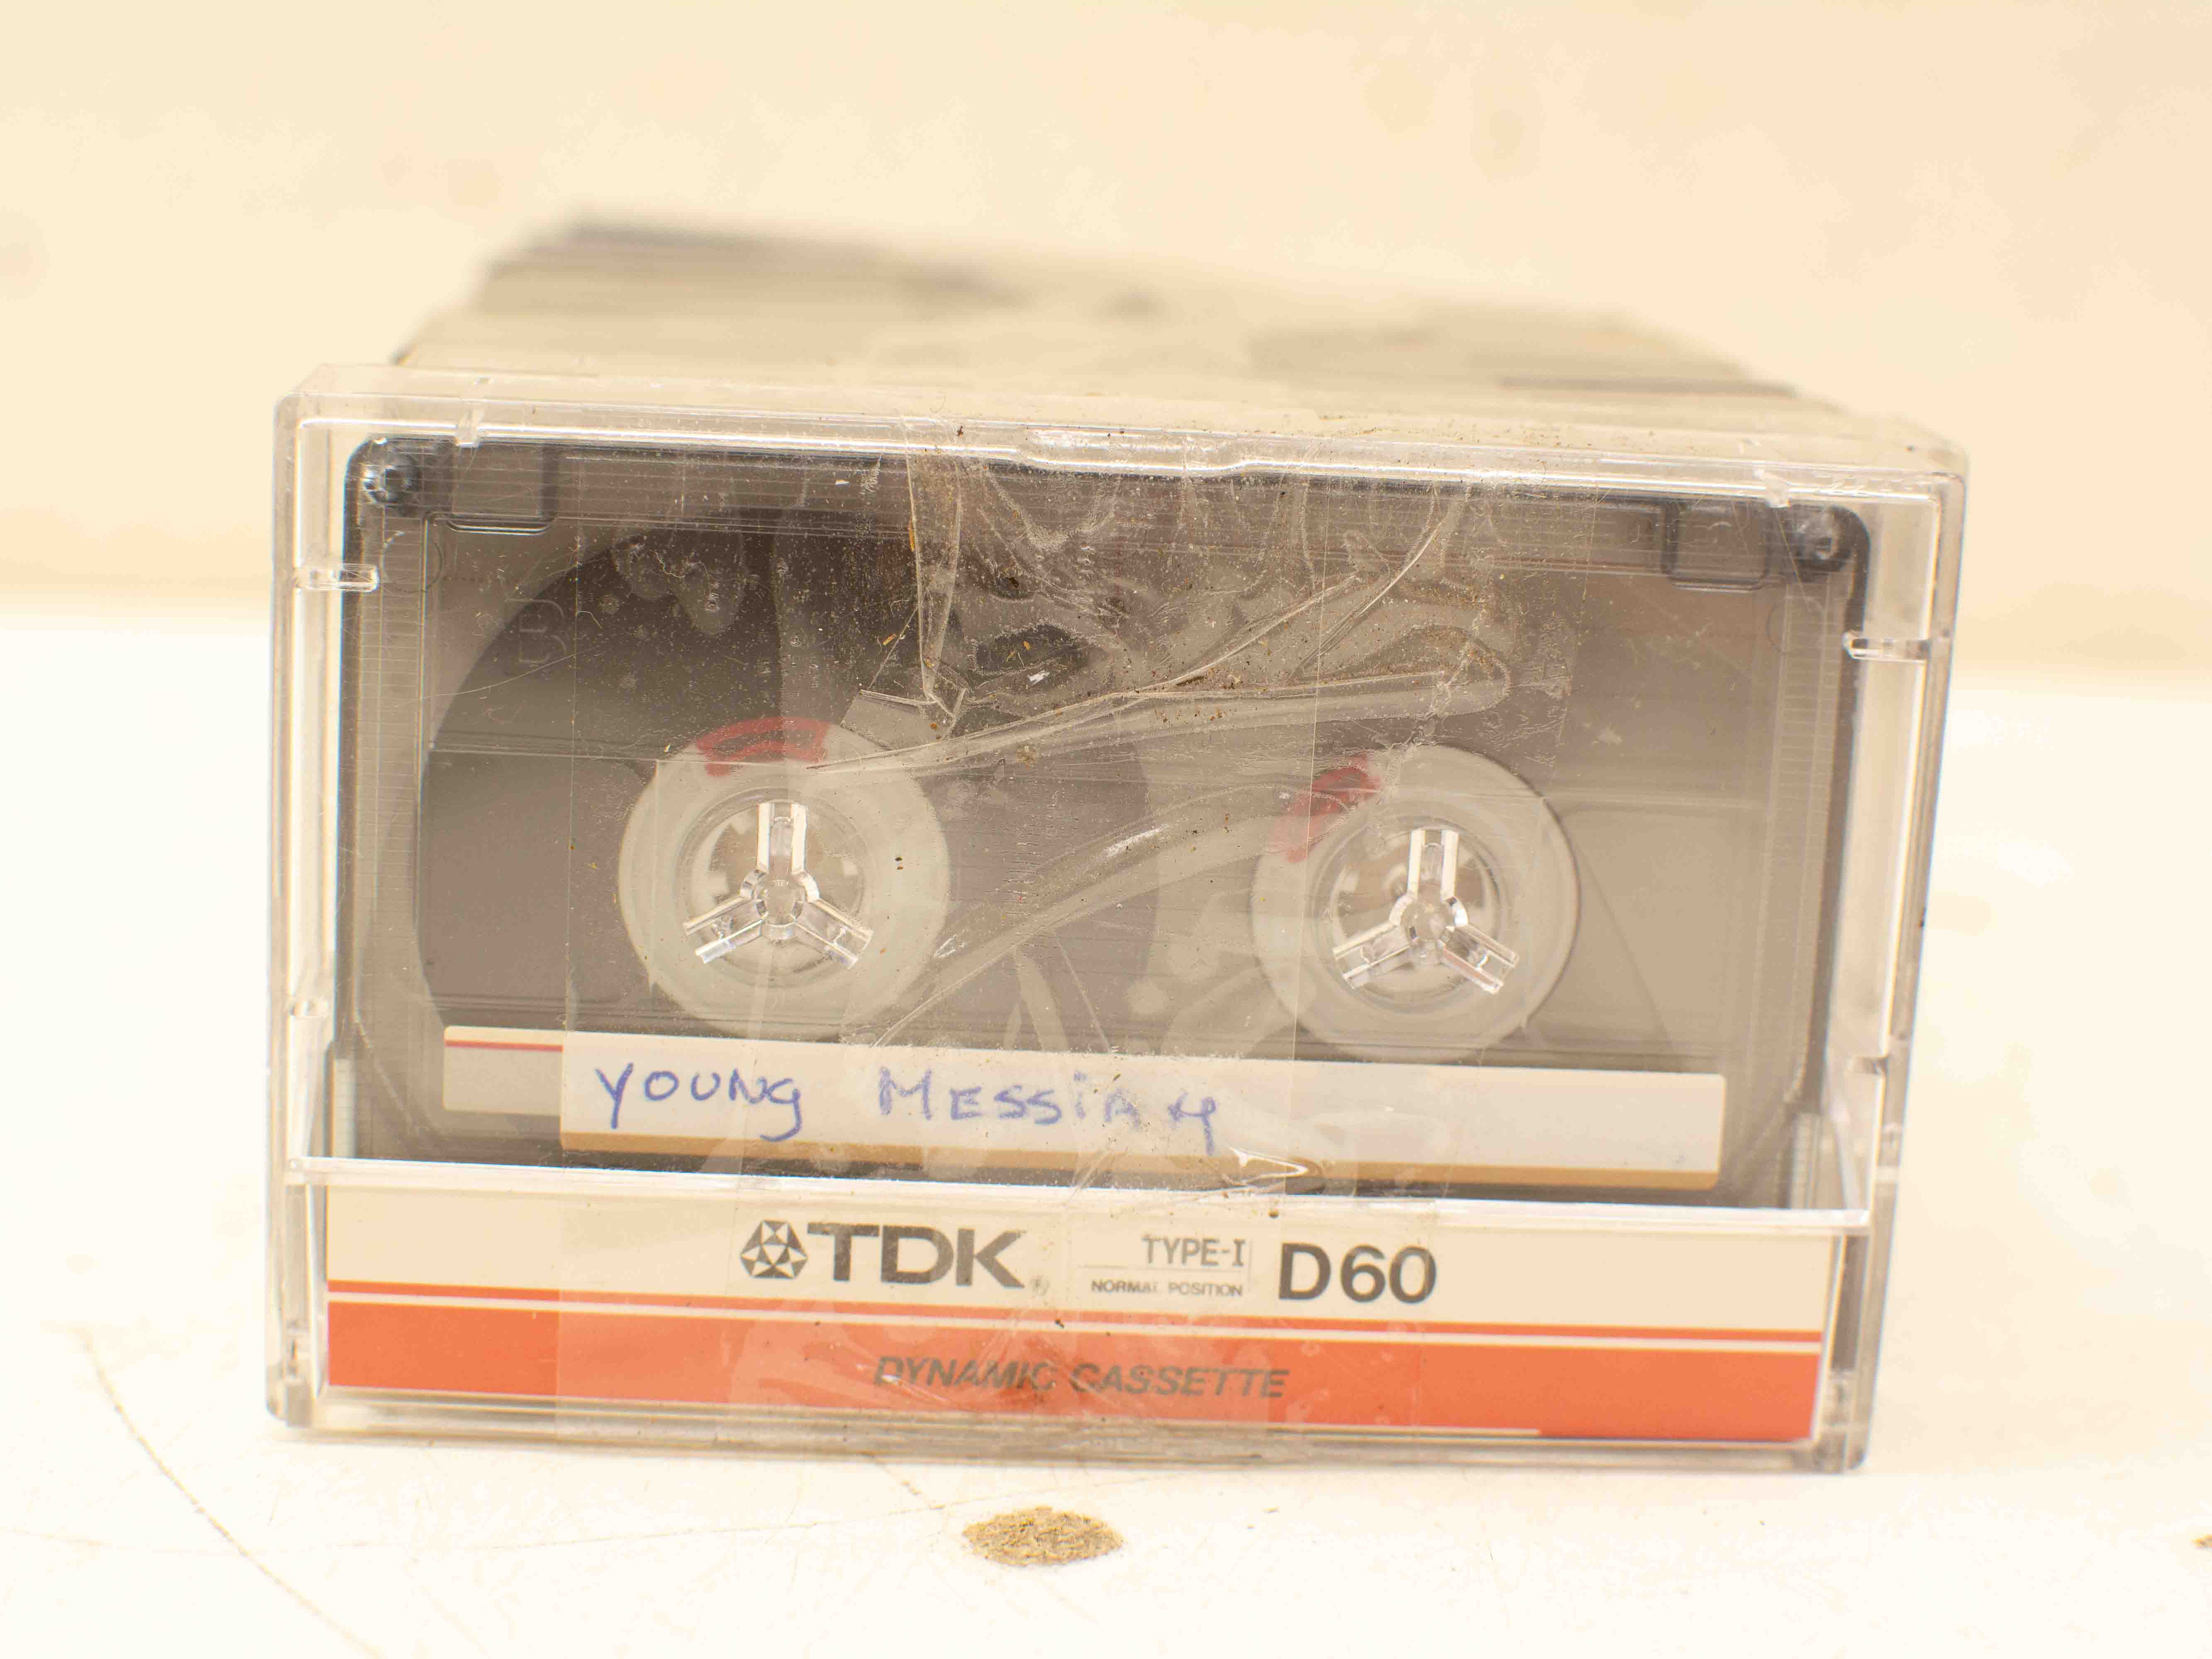 B
YOUNG MESSIAH
TDK
TYPE-I
NORMAL POSITION
D60
DYNAMIC CASSETTE